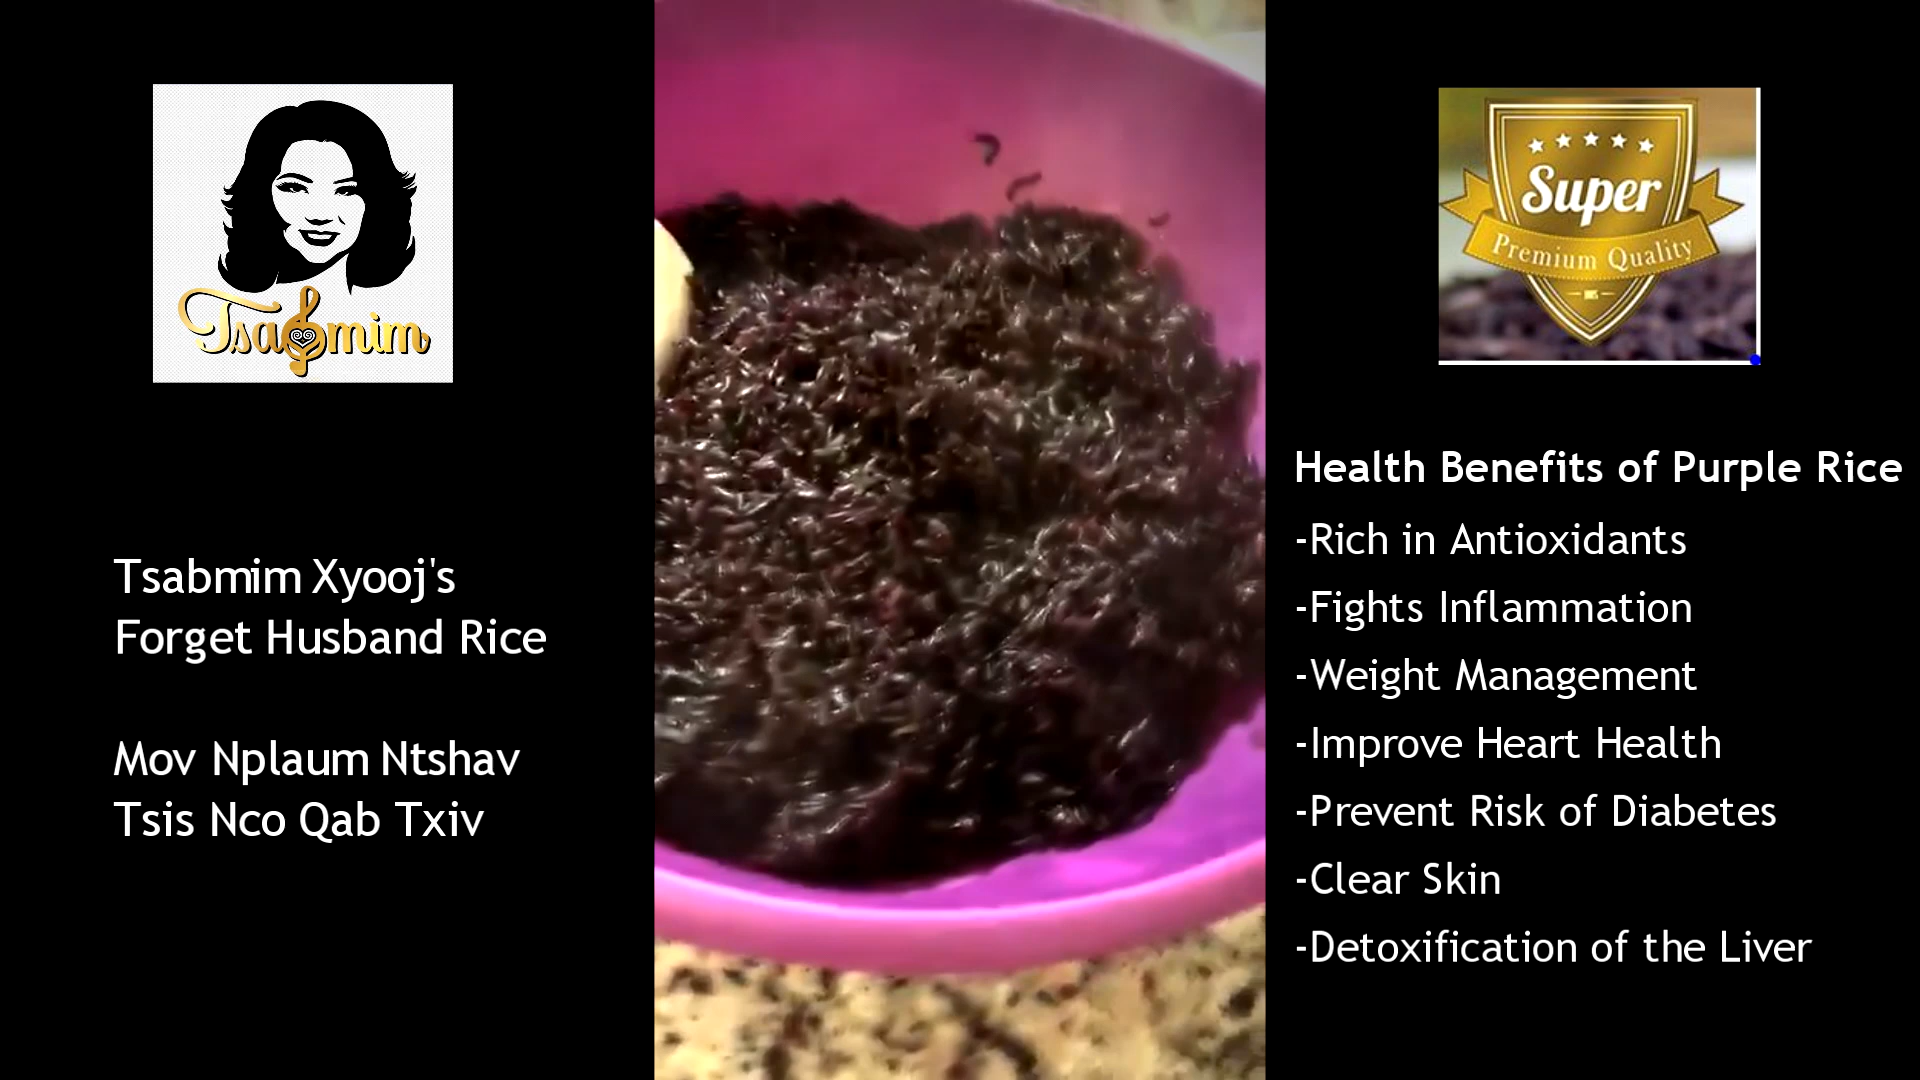 Tsabmim
Tsabmim Xyooj's
Forget Husband Rice
Mov Nplaum Ntshav
Tsis Nco Qab Txiv
Super
Premium Quality
Health Benefits of Purple Rice
-Rich in Antioxidants
-Fights Inflammation
-Weight Management
-Improve Heart Health
-Prevent Risk of Diabetes
-Clear Skin
-Detoxification of the Liver